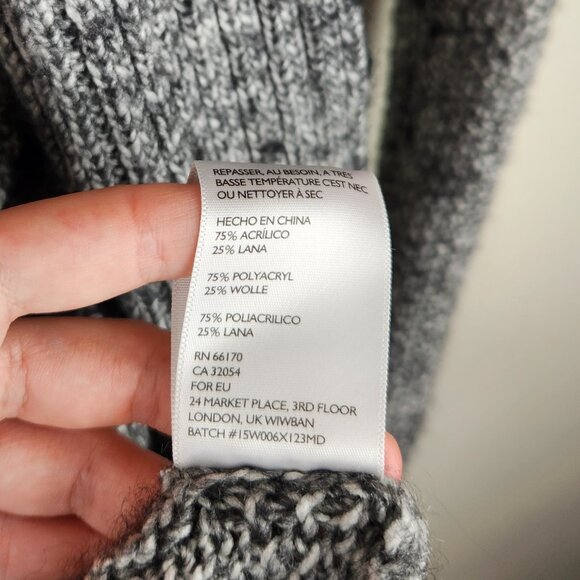 REPASSER, AU BESOIN, À TRÈS
BASSE TEMPÉRATURE C'EST NEC
OU NETTOYER À SEC
HECHO EN CHINA
75% ACRÍLICO
25% LANA
75% POLYACRYL
25% WOLLE
75% POLIACRILICO
25% LANA
RN 66170
CA 32054
FOR EU
24 MARKET PLACE, 3RD FLOOR
LONDON, UK W1W8AN
BATCH #15W006X123MD